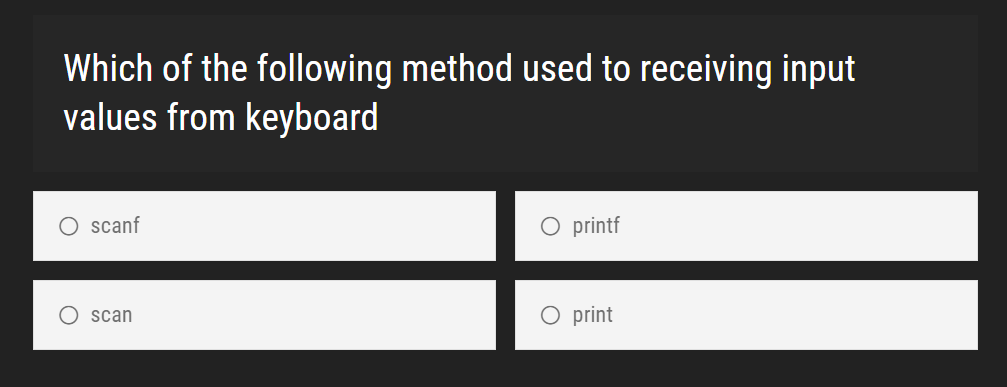 Which of the following method used to receiving input
values from keyboard
scanf
printf
scan
print